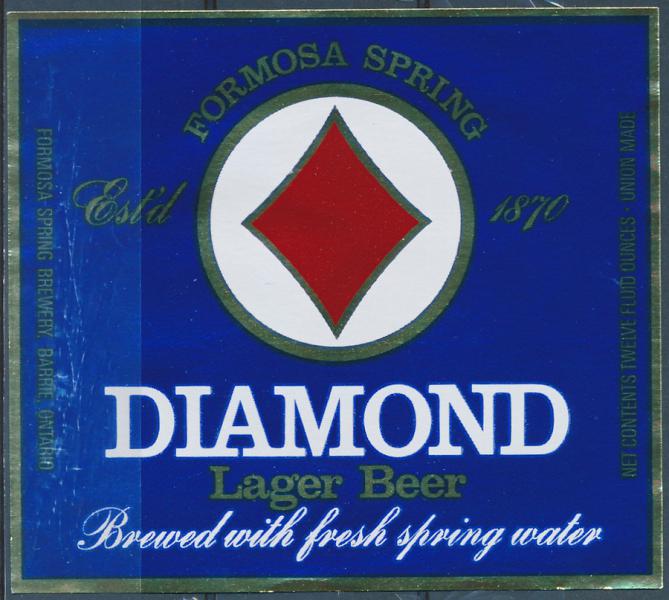 FORMOSA SPRING
Est'd 1870
FORMOSA SPRING BREWERY, BARRIE, ONTARIO
NET CONTENTS TWELVE FLUID OUNCES · UNION MADE
DIAMOND
Lager Beer
Brewed with fresh spring water